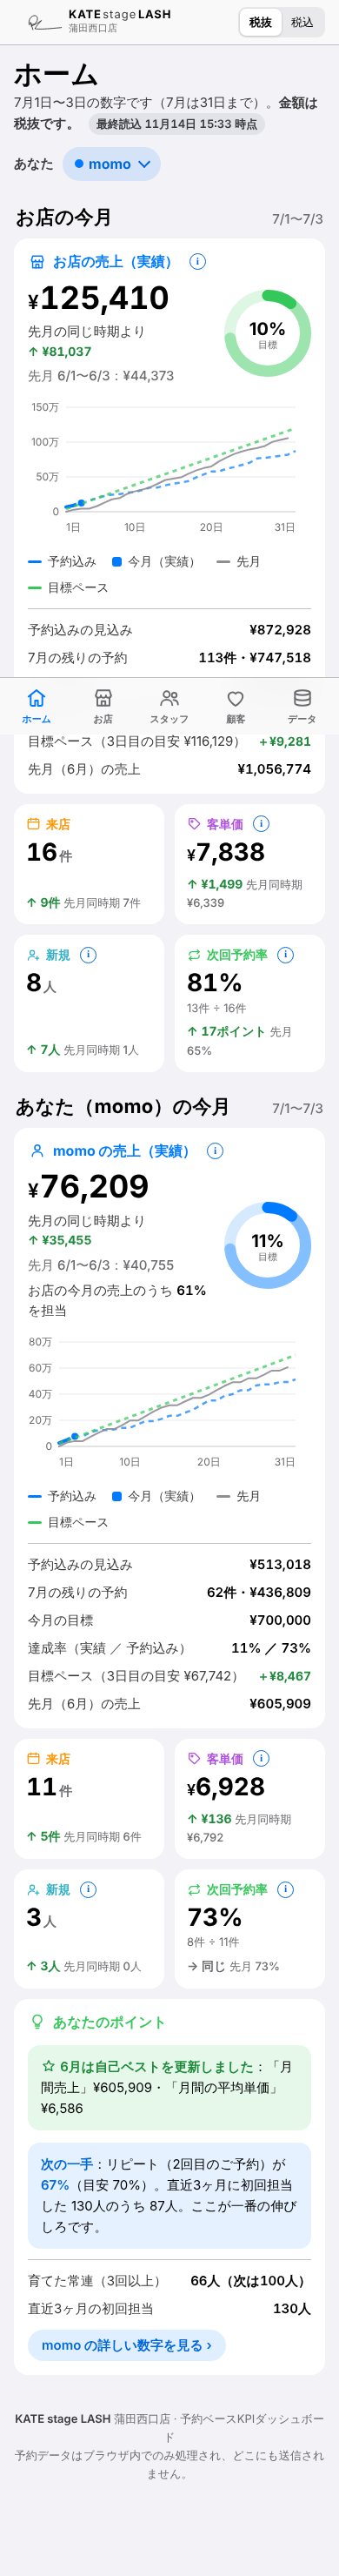 KATE stage LASH
蒲田西口店
税抜 税込
ホーム
7月1日〜3日の数字です（7月は31日まで）。金額は
税抜です。 最終読込 11月14日 15:33 時点
あなた momo
お店の今月 7/1〜7/3
お店の売上（実績） i
¥125,410
先月の同じ時期より
↑ ¥81,037
先月 6/1〜6/3：¥44,373
10%
目標
150万
100万
50万
0
1日 10日 20日 31日
予約込み 今月（実績） 先月
目標ペース
予約込みの見込み ¥872,928
7月の残りの予約 113件・¥747,518
ホーム お店 スタッフ 顧客 データ
目標ペース（3日目の目安 ¥116,129） ＋¥9,281
先月（6月）の売上 ¥1,056,774
来店
16件
↑ 9件 先月同時期 7件
客単価 i
¥7,838
↑ ¥1,499 先月同時期
¥6,339
新規 i
8人
↑ 7人 先月同時期 1人
次回予約率 i
81%
13件 ÷ 16件
↑ 17ポイント 先月
65%
あなた（momo）の今月 7/1〜7/3
momo の売上（実績） i
¥76,209
先月の同じ時期より
↑ ¥35,455
先月 6/1〜6/3：¥40,755
お店の今月の売上のうち 61%
を担当
11%
目標
80万
60万
40万
20万
0
1日 10日 20日 31日
予約込み 今月（実績） 先月
目標ペース
予約込みの見込み ¥513,018
7月の残りの予約 62件・¥436,809
今月の目標 ¥700,000
達成率（実績 ／ 予約込み） 11% ／ 73%
目標ペース（3日目の目安 ¥67,742） ＋¥8,467
先月（6月）の売上 ¥605,909
来店
11件
↑ 5件 先月同時期 6件
客単価 i
¥6,928
↑ ¥136 先月同時期
¥6,792
新規 i
3人
↑ 3人 先月同時期 0人
次回予約率 i
73%
8件 ÷ 11件
→ 同じ 先月 73%
あなたのポイント
☆ 6月は自己ベストを更新しました：「月
間売上」¥605,909・「月間の平均単価」
¥6,586
次の一手：リピート（2回目のご予約）が
67%（目安 70%）。直近3ヶ月に初回担当
した 130人のうち 87人。ここが一番の伸び
しろです。
育てた常連（3回以上） 66人（次は100人）
直近3ヶ月の初回担当 130人
momo の詳しい数字を見る ›
KATE stage LASH 蒲田西口店 · 予約ベースKPIダッシュボー
ド
予約データはブラウザ内でのみ処理され、どこにも送信され
ません。